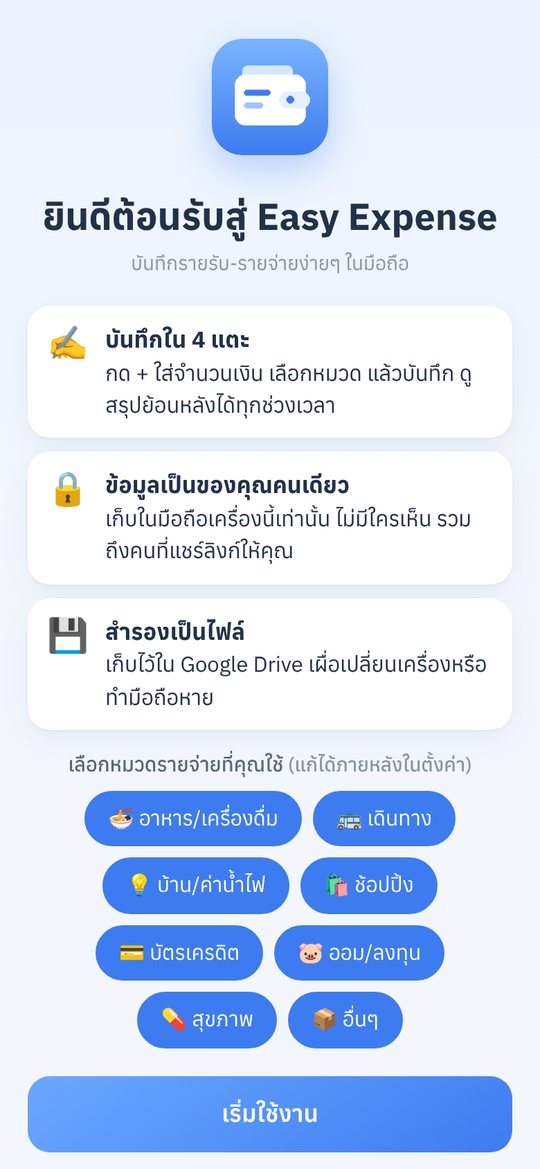 ยินดีต้อนรับสู่ Easy Expense
บันทึกรายรับ-รายจ่ายง่ายๆ ในมือถือ
บันทึกใน 4 แตะ
กด + ใส่จำนวนเงิน เลือกหมวด แล้วบันทึก ดู
สรุปย้อนหลังได้ทุกช่วงเวลา
ข้อมูลเป็นของคุณคนเดียว
เก็บในมือถือเครื่องนี้เท่านั้น ไม่มีใครเห็น รวม
ถึงคนที่แชร์ลิงก์ให้คุณ
สำรองเป็นไฟล์
เก็บไว้ใน Google Drive เผื่อเปลี่ยนเครื่องหรือ
ทำมือถือหาย
เลือกหมวดรายจ่ายที่คุณใช้ (แก้ได้ภายหลังในตั้งค่า)
อาหาร/เครื่องดื่ม
เดินทาง
บ้าน/ค่าน้ำไฟ
ช้อปปิ้ง
บัตรเครดิต
ออม/ลงทุน
สุขภาพ
อื่นๆ
เริ่มใช้งาน